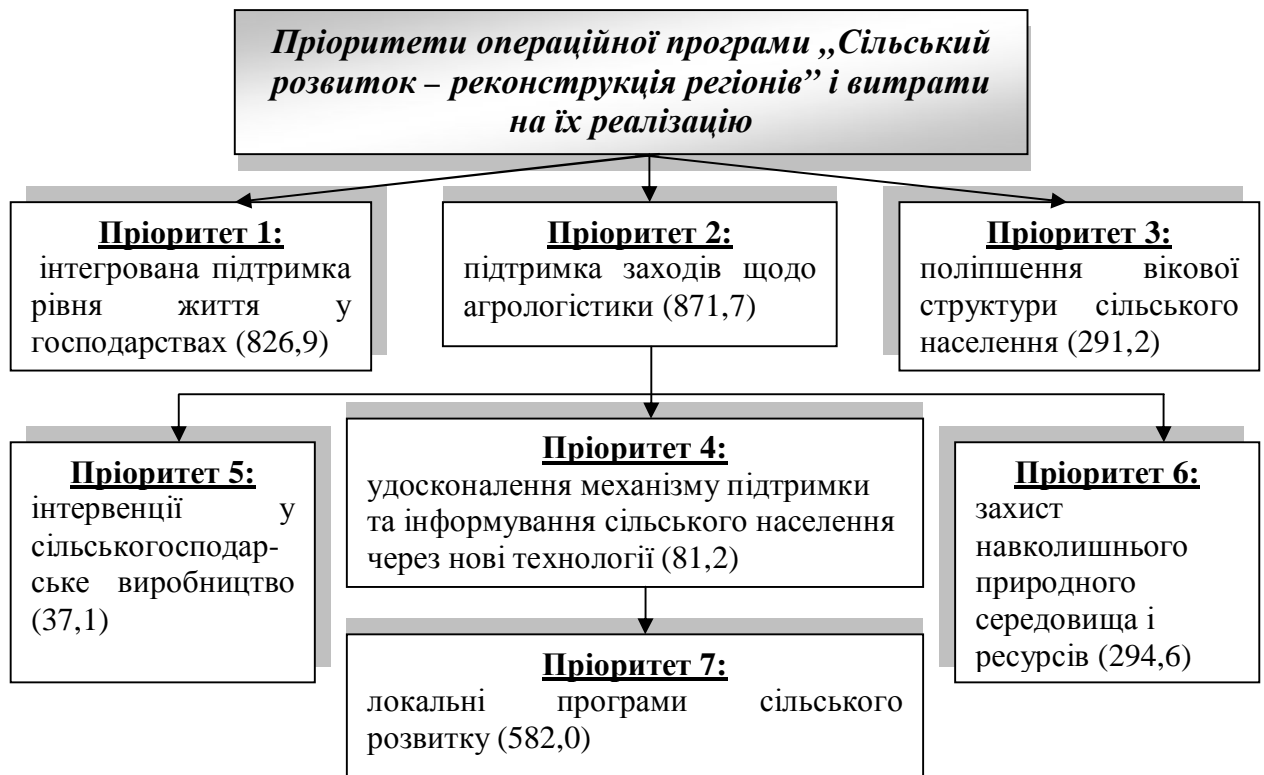 Пріоритети операційної програми „Сільський
розвиток – реконструкція регіонів” і витрати
на їх реалізацію
Пріоритет 1:
інтегрована підтримка
рівня життя у
господарствах (826,9)
Пріоритет 2:
підтримка заходів щодо
агрологістики (871,7)
Пріоритет 3:
поліпшення вікової
структури сільського
населення (291,2)
Пріоритет 5:
інтервенції у
сільськогосподар-
ське виробництво
(37,1)
Пріоритет 4:
удосконалення механізму підтримки
та інформування сільського населення
через нові технології (81,2)
Пріоритет 6:
захист
навколишнього
природного
середовища і
ресурсів (294,6)
Пріоритет 7:
локальні програми сільського
розвитку (582,0)